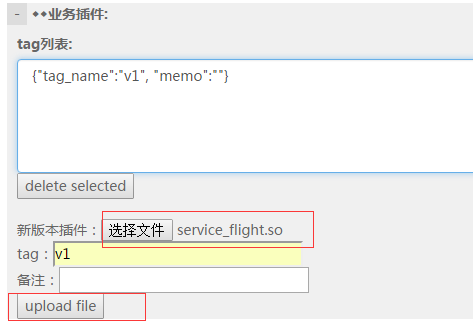 - **业务插件:
tag列表:
{"tag_name":"v1", "memo":""}
delete selected
新版本插件：选择文件 service_flight.so
tag：v1
备注：
upload file